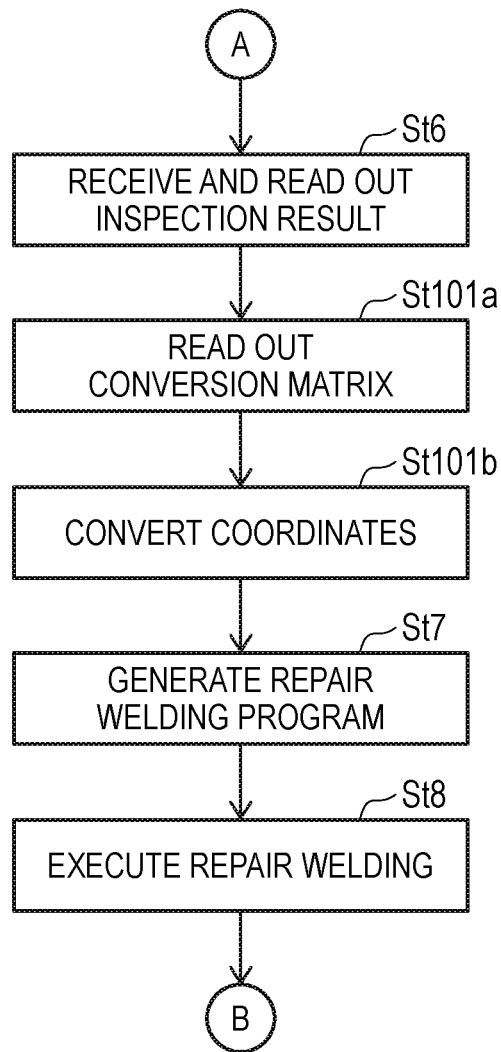 A
St6
RECEIVE AND READ OUT
INSPECTION RESULT
St101a
READ OUT
CONVERSION MATRIX
St101b
CONVERT COORDINATES
St7
GENERATE REPAIR
WELDING PROGRAM
St8
EXECUTE REPAIR WELDING
B